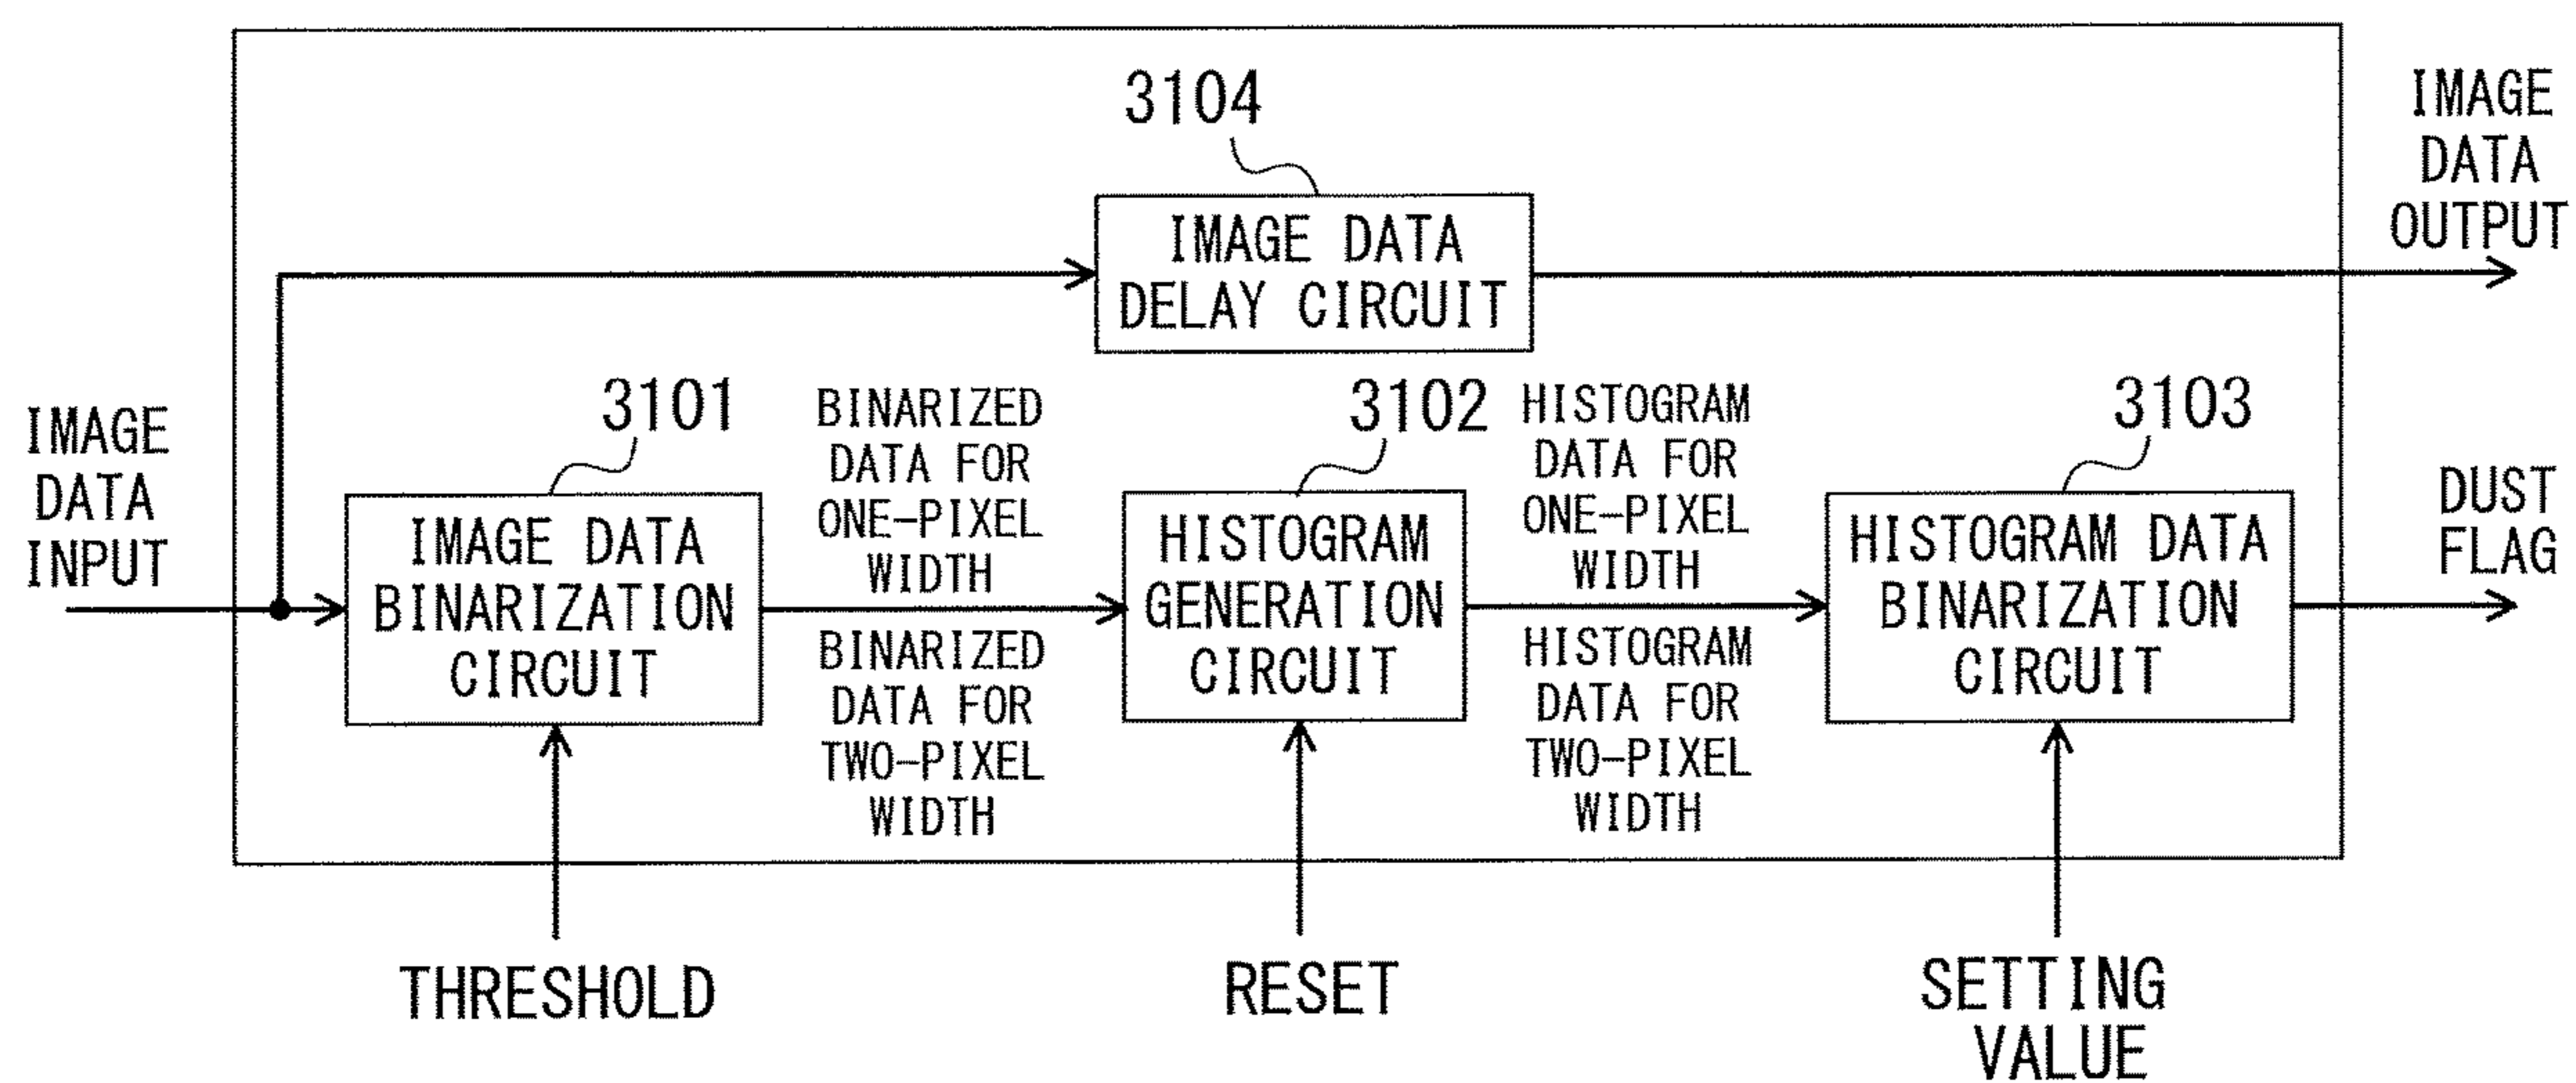 3104
IMAGE
DATA
OUTPUT
IMAGE DATA
DELAY CIRCUIT
IMAGE
DATA
INPUT
3101
IMAGE DATA
BINARIZATION
CIRCUIT
BINARIZED
DATA FOR
ONE-PIXEL
WIDTH
BINARIZED
DATA FOR
TWO-PIXEL
WIDTH
3102
HISTOGRAM
GENERATION
CIRCUIT
HISTOGRAM
DATA FOR
ONE-PIXEL
WIDTH
HISTOGRAM
DATA FOR
TWO-PIXEL
WIDTH
3103
HISTOGRAM DATA
BINARIZATION
CIRCUIT
DUST
FLAG
THRESHOLD
RESET
SETTING
VALUE